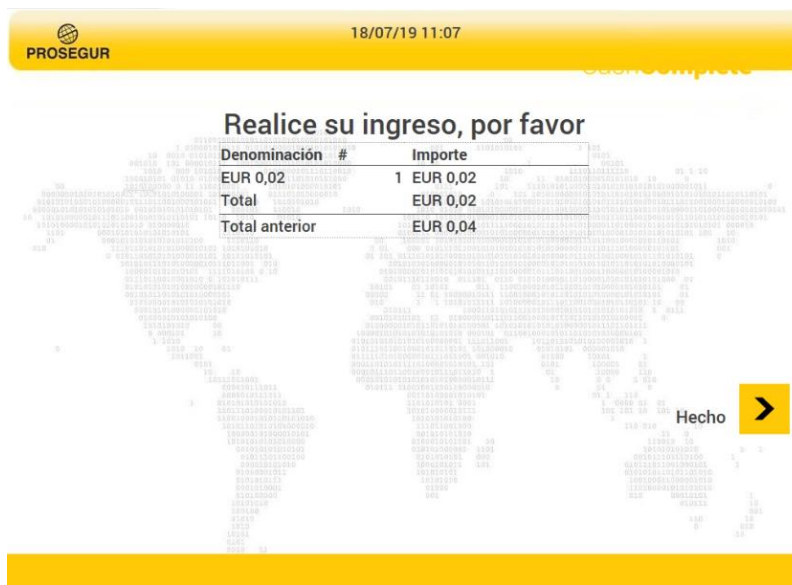 18/07/19 11:07
PROSEGUR
Realice su ingreso, por favor
Denominación # Importe
EUR 0,02 1 EUR 0,02
Total EUR 0,02
Total anterior EUR 0,04
Hecho